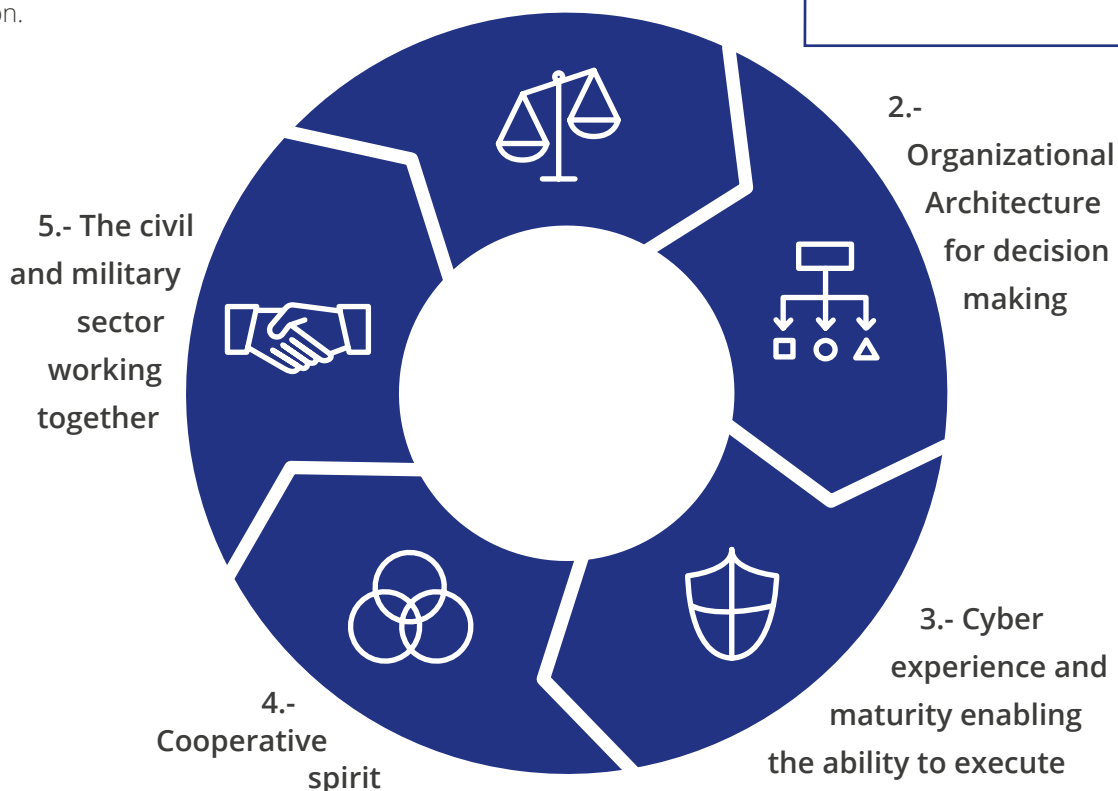 on.
2.-
Organizational
Architecture
for decision
making
3.- Cyber
experience and
maturity enabling
the ability to execute
4.-
Cooperative
spirit
5.- The civil
and military
sector
working
together